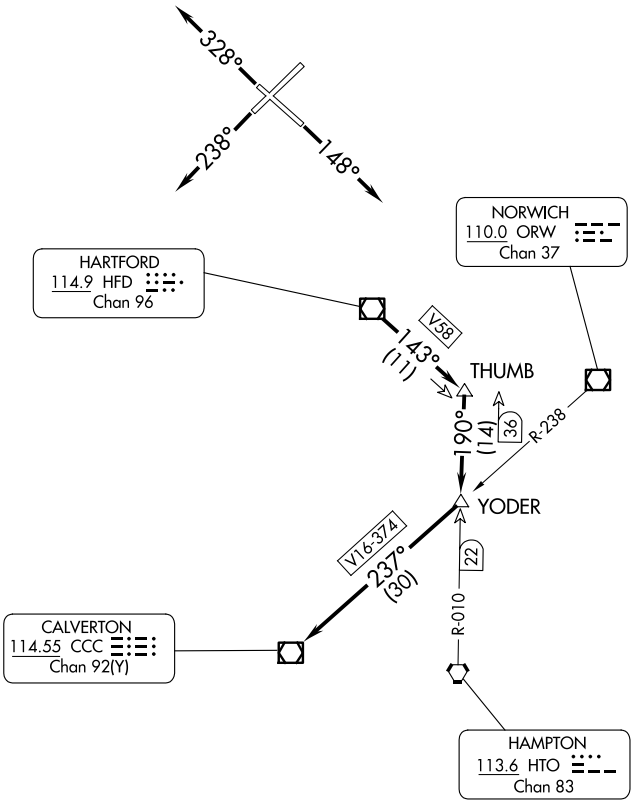 328°
238°
148°
NORWICH
110.0 ORW
Chan 37
HARTFORD
114.9 HFD
Chan 96
V58
143°
(11)
THUMB
190°
(14)
36
R-238
YODER
V16-374
237°
(30)
22
R-010
CALVERTON
114.55 CCC
Chan 92(Y)
HAMPTON
113.6 HTO
Chan 83